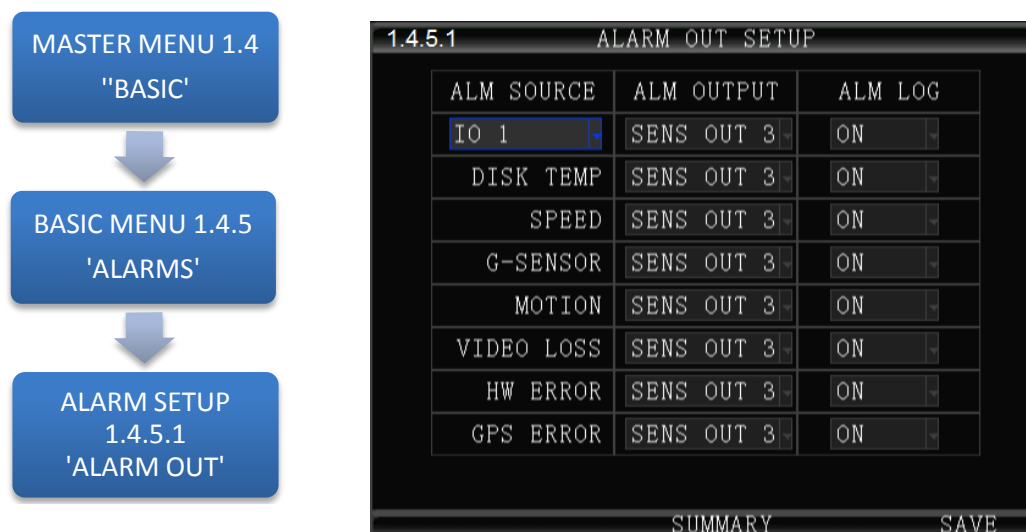 MASTER MENU 1.4
''BASIC'
BASIC MENU 1.4.5
'ALARMS'
ALARM SETUP
1.4.5.1
'ALARM OUT'
1.4.5.1 ALARM OUT SETUP
ALM SOURCE ALM OUTPUT ALM LOG
IO 1 SENS OUT 3 ON
DISK TEMP SENS OUT 3 ON
SPEED SENS OUT 3 ON
G-SENSOR SENS OUT 3 ON
MOTION SENS OUT 3 ON
VIDEO LOSS SENS OUT 3 ON
HW ERROR SENS OUT 3 ON
GPS ERROR SENS OUT 3 ON
SUMMARY SAVE